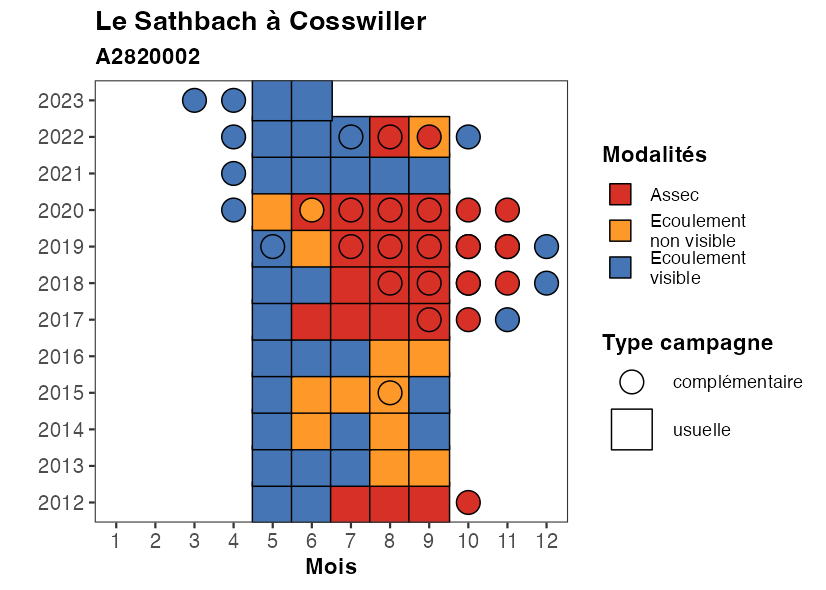 Le Sathbach à Cosswiller
A2820002
2023
2022
2021
2020
2019
2018
2017
2016
2015
2014
2013
2012
1 2 3 4 5 6 7 8 9 10 11 12
Mois
Modalités
Assec
Ecoulement
non visible
Ecoulement
visible
Type campagne
complémentaire
usuelle